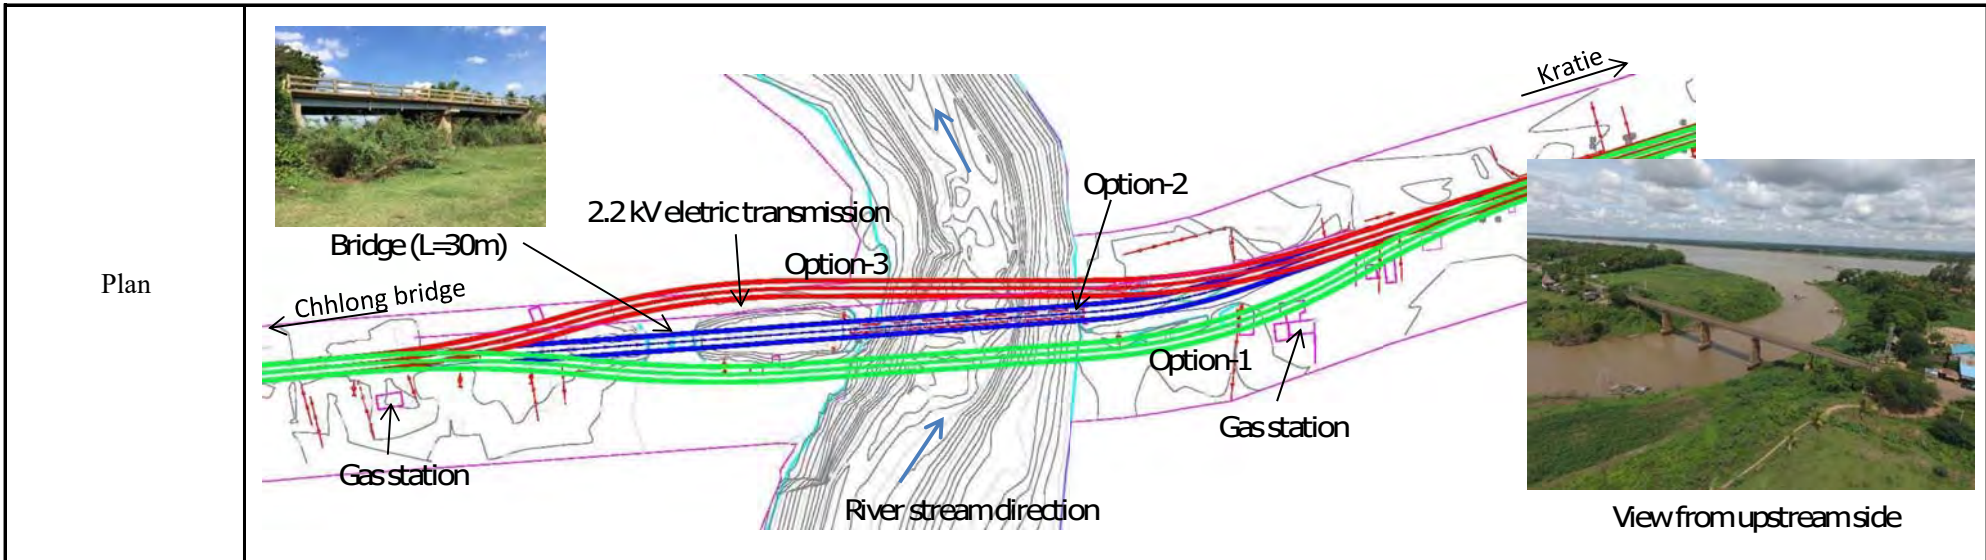 Plan
Kratie
Option-2
2.2 kV eletric transmission
Bridge (L=30m)
Option-3
Chhlong bridge
Option-1
Gas station
Gas station
River stream direction
View from upstream side